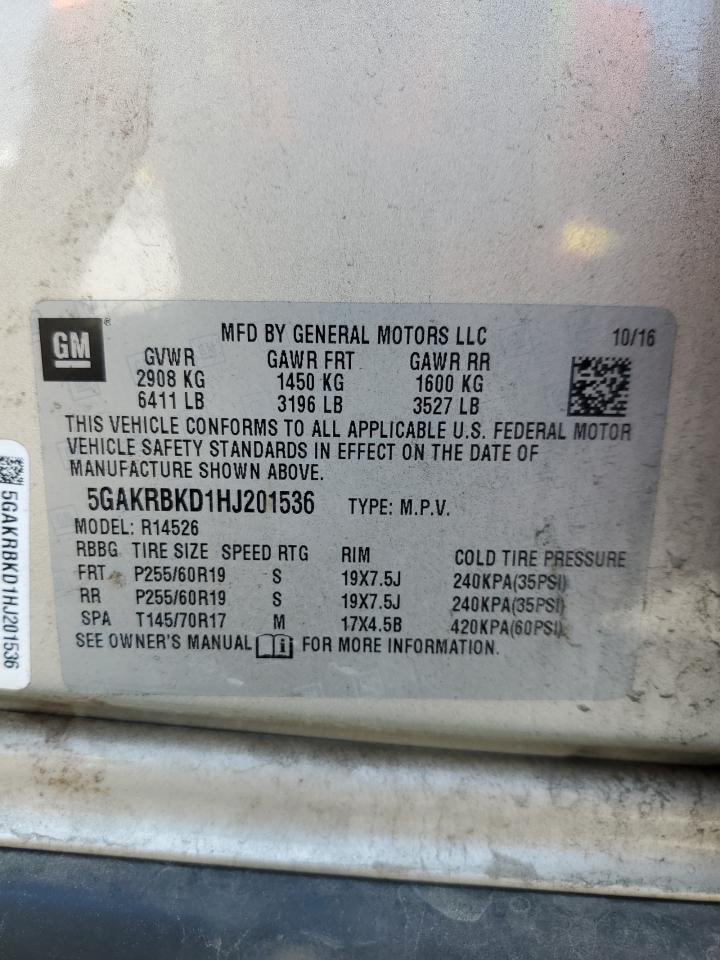 GM ®
MFD BY GENERAL MOTORS LLC 10/16
GVWR GAWR FRT GAWR RR
2908 KG 1450 KG 1600 KG
6411 LB 3196 LB 3527 LB
THIS VEHICLE CONFORMS TO ALL APPLICABLE U.S. FEDERAL MOTOR
VEHICLE SAFETY STANDARDS IN EFFECT ON THE DATE OF
MANUFACTURE SHOWN ABOVE.
5GAKRBKD1HJ201536 TYPE: M.P.V.
MODEL: R14526
RBBG TIRE SIZE SPEED RTG RIM COLD TIRE PRESSURE
FRT P255/60R19 S 19X7.5J 240KPA(35PSI)
RR P255/60R19 S 19X7.5J 240KPA(35PSI)
SPA T145/70R17 M 17X4.5B 420KPA(60PSI)
SEE OWNER'S MANUAL i FOR MORE INFORMATION.
5GAKRBKD1HJ201536